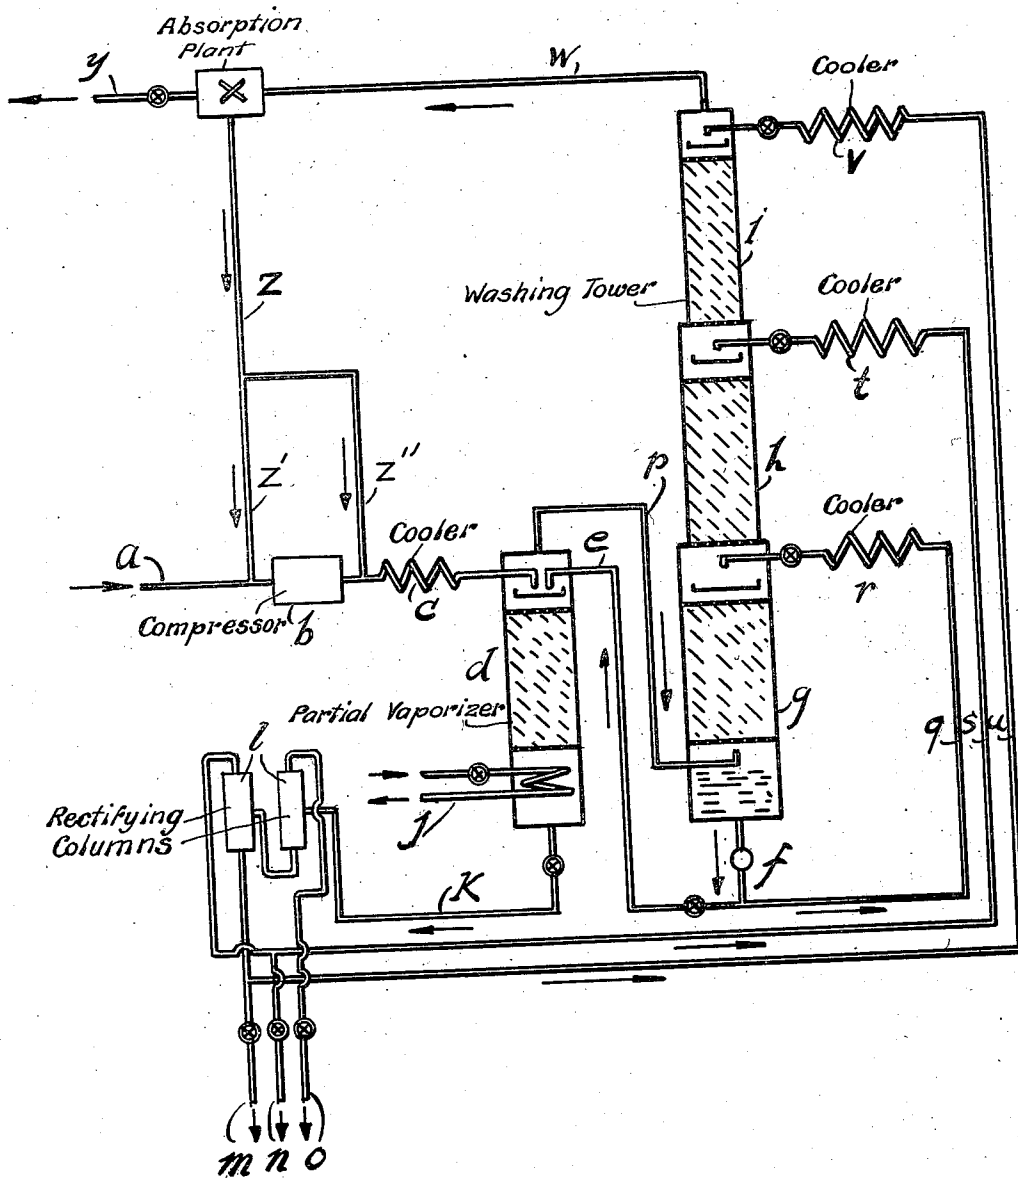 Absorption
Plant
y
X
W,
Cooler
v
i
Washing Tower
Cooler
t
Z
h
p
Z'
Z"
Cooler
r
Cooler
e
a
c
Compressor
b
d
g
Partial Vaporizer
q s u
l
Rectifying
Columns
j
f
K
m n o